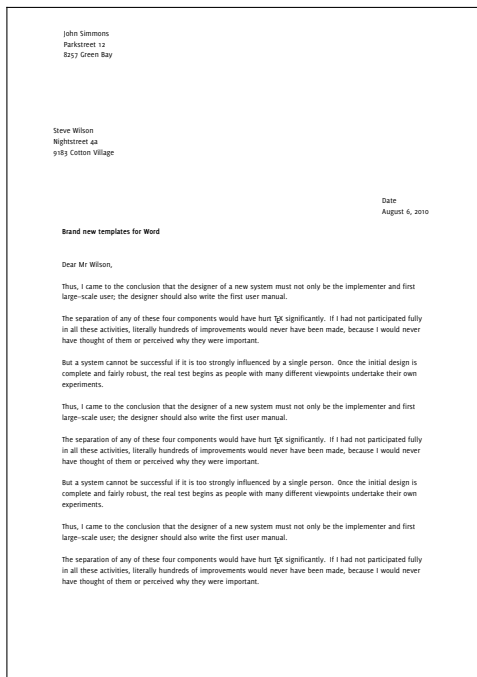 John Simmons
Parkstreet 12
8257 Green Bay
Steve Wilson
Nightstreet 4a
9183 Cotton Village
Date
August 6, 2010
Brand new templates for Word
Dear Mr Wilson,
Thus, I came to the conclusion that the designer of a new system must not only be the implementer and first
large–scale user; the designer should also write the first user manual.
The separation of any of these four components would have hurt TEX significantly. If I had not participated fully
in all these activities, literally hundreds of improvements would never have been made, because I would never
have thought of them or perceived why they were important.
But a system cannot be successful if it is too strongly influenced by a single person. Once the initial design is
complete and fairly robust, the real test begins as people with many different viewpoints undertake their own
experiments.
Thus, I came to the conclusion that the designer of a new system must not only be the implementer and first
large–scale user; the designer should also write the first user manual.
The separation of any of these four components would have hurt TEX significantly. If I had not participated fully
in all these activities, literally hundreds of improvements would never have been made, because I would never
have thought of them or perceived why they were important.
But a system cannot be successful if it is too strongly influenced by a single person. Once the initial design is
complete and fairly robust, the real test begins as people with many different viewpoints undertake their own
experiments.
Thus, I came to the conclusion that the designer of a new system must not only be the implementer and first
large–scale user; the designer should also write the first user manual.
The separation of any of these four components would have hurt TEX significantly. If I had not participated fully
in all these activities, literally hundreds of improvements would never have been made, because I would never
have thought of them or perceived why they were important.